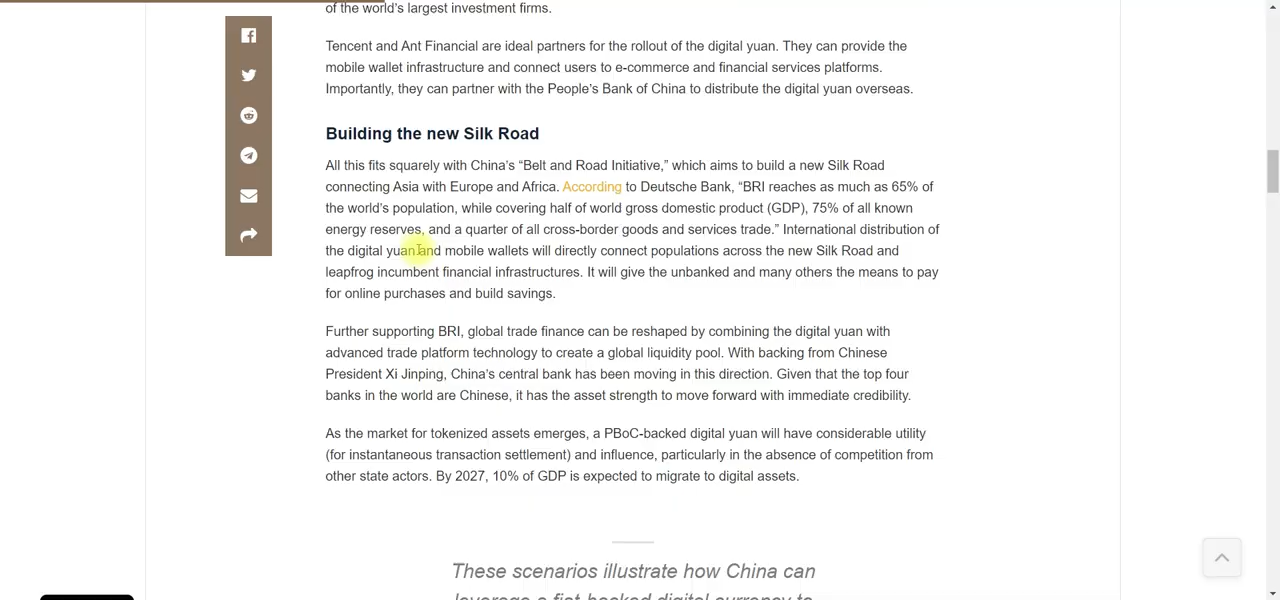 of the world's largest investment firms.
Tencent and Ant Financial are ideal partners for the rollout of the digital yuan. They can provide the
mobile wallet infrastructure and connect users to e-commerce and financial services platforms.
Importantly, they can partner with the People's Bank of China to distribute the digital yuan overseas.
Building the new Silk Road
All this fits squarely with China's “Belt and Road Initiative,” which aims to build a new Silk Road
connecting Asia with Europe and Africa. According to Deutsche Bank, “BRI reaches as much as 65% of
the world's population, while covering half of world gross domestic product (GDP), 75% of all known
energy reserves, and a quarter of all cross-border goods and services trade.” International distribution of
the digital yuan and mobile wallets will directly connect populations across the new Silk Road and
leapfrog incumbent financial infrastructures. It will give the unbanked and many others the means to pay
for online purchases and build savings.
Further supporting BRI, global trade finance can be reshaped by combining the digital yuan with
advanced trade platform technology to create a global liquidity pool. With backing from Chinese
President Xi Jinping, China's central bank has been moving in this direction. Given that the top four
banks in the world are Chinese, it has the asset strength to move forward with immediate credibility.
As the market for tokenized assets emerges, a PBoC-backed digital yuan will have considerable utility
(for instantaneous transaction settlement) and influence, particularly in the absence of competition from
other state actors. By 2027, 10% of GDP is expected to migrate to digital assets.
These scenarios illustrate how China can
leverage a fiat-backed digital currency to